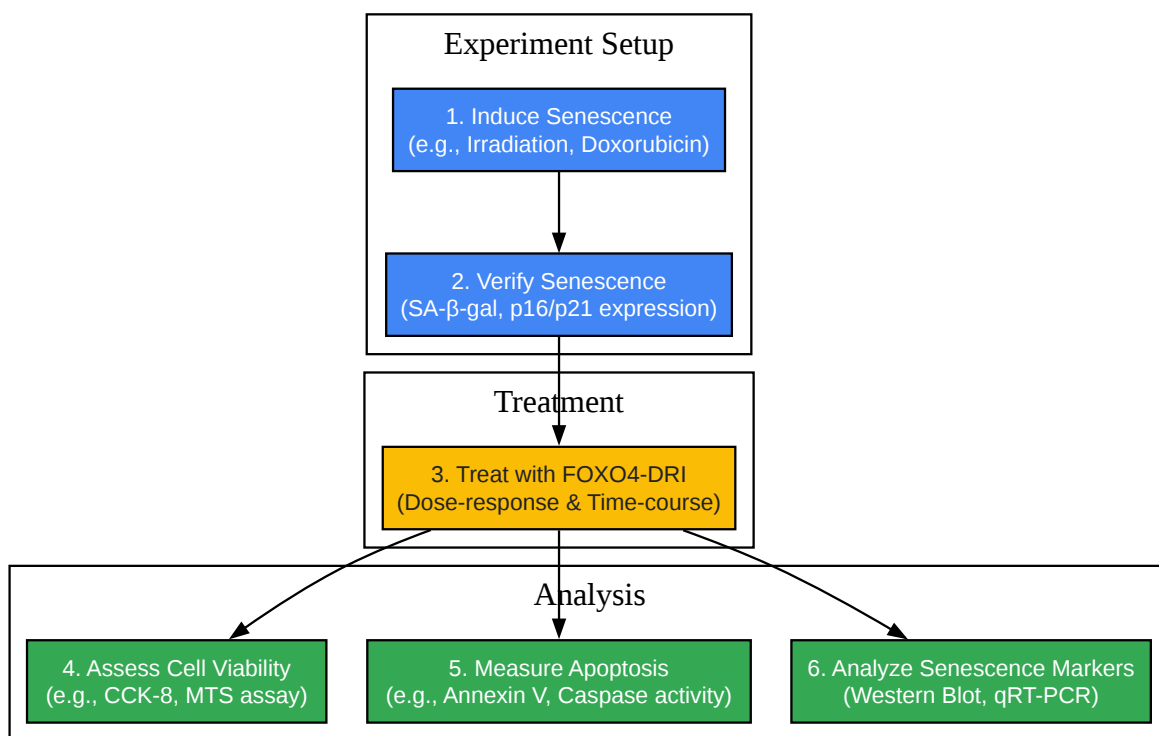 Experiment Setup
1. Induce Senescence
(e.g., Irradiation, Doxorubicin)
2. Verify Senescence
(SA-β-gal, p16/p21 expression)
Treatment
3. Treat with FOXO4-DRI
(Dose-response & Time-course)
Analysis
4. Assess Cell Viability
(e.g., CCK-8, MTS assay)
5. Measure Apoptosis
(e.g., Annexin V, Caspase activity)
6. Analyze Senescence Markers
(Western Blot, qRT-PCR)